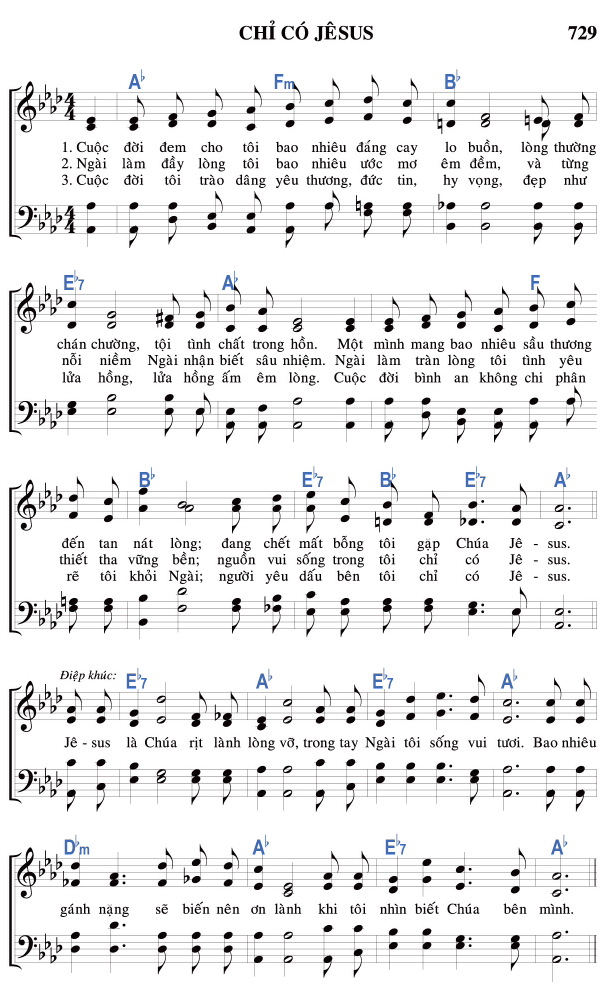 CHỈ CÓ JÊSUS 729
A♭ Fm B♭
1. Cuộc đời đem cho tôi bao nhiêu đắng cay lo buồn, lòng thường
2. Ngài làm đầy lòng tôi bao nhiêu ước mơ êm đềm, và từng
3. Cuộc đời tôi trào dâng yêu thương, đức tin, hy vọng, đẹp như
E♭7 A♭ F
chán chường, tội tình chất trong hồn. Một mình mang bao nhiêu sầu thương
nỗi niềm Ngài nhận biết sâu nhiệm. Ngài làm tràn lòng tôi tình yêu
lửa hồng, lửa hồng ấm êm lòng. Cuộc đời bình an không chi phân
B♭ E♭7 B♭ E♭7 A♭
đến tan nát lòng; đang chết mất bỗng tôi gặp Chúa Jê - sus.
thiết tha vững bền; nguồn vui sống trong tôi chỉ có Jê - sus.
rẽ tôi khỏi Ngài; người yêu dấu bên tôi chỉ có Jê - sus.
Điệp khúc:
E♭7 A♭ E♭7 A♭
Jê - sus là Chúa rịt lành lòng vỡ, trong tay Ngài tôi sống vui tươi. Bao nhiêu
D♭m A♭ E♭7 A♭
gánh nặng sẽ biến nên ơn lành khi tôi nhìn biết Chúa bên mình.